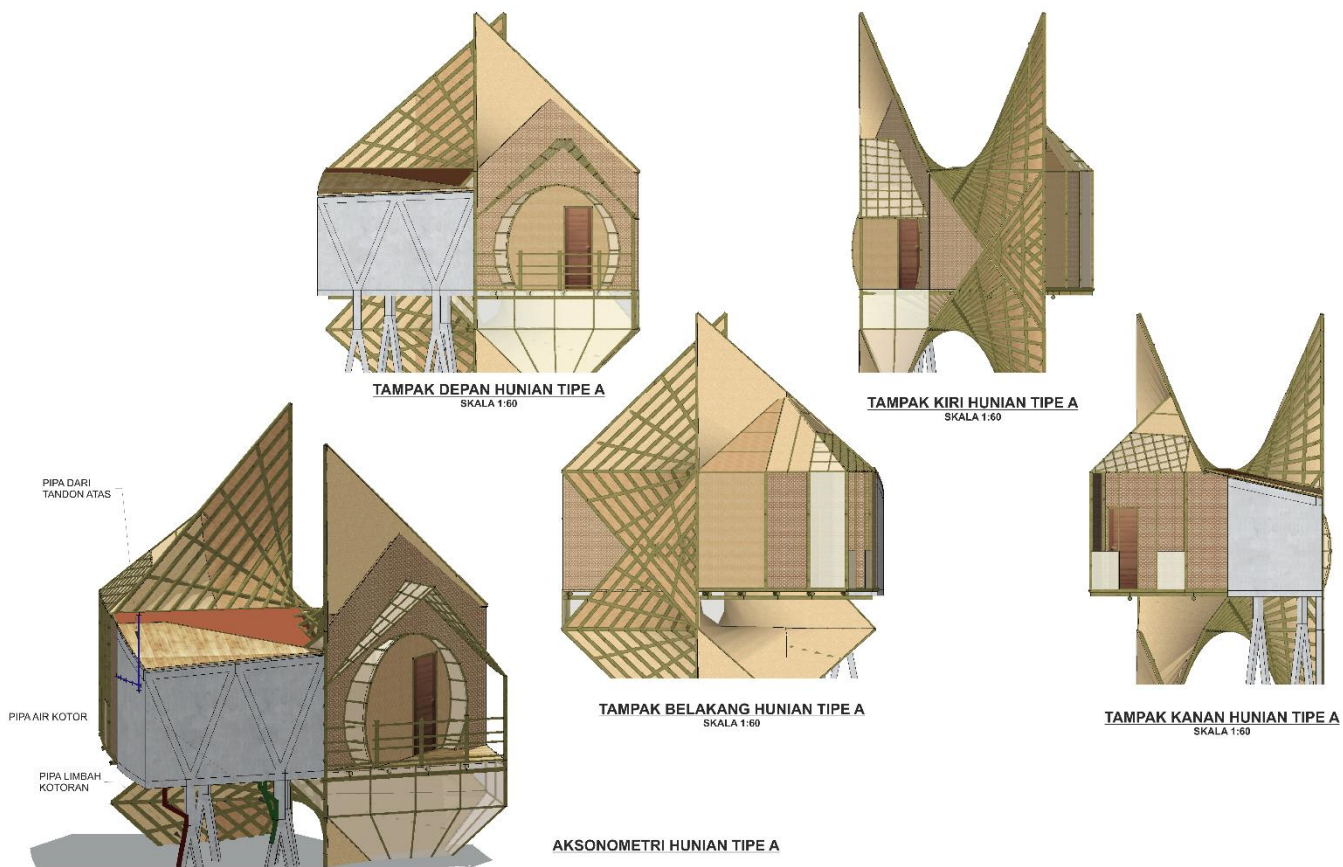 TAMPAK DEPAN HUNIAN TIPE A
SKALA 1:60
TAMPAK KIRI HUNIAN TIPE A
SKALA 1:60
PIPA DARI
TANDON ATAS
PIPA AIR KOTOR
PIPA LIMBAH
KOTORAN
TAMPAK BELAKANG HUNIAN TIPE A
SKALA 1:60
TAMPAK KANAN HUNIAN TIPE A
SKALA 1:60
AKSONOMETRI HUNIAN TIPE A